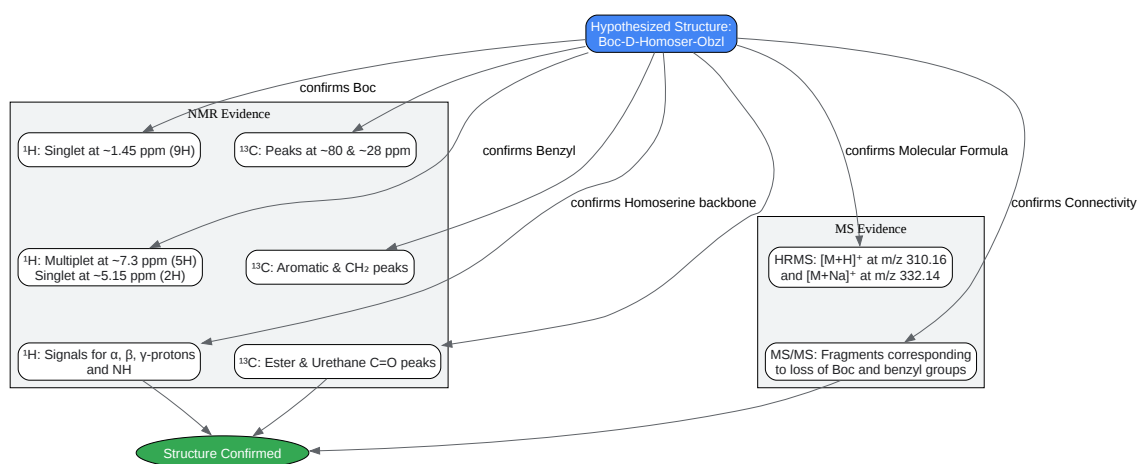 Hypothesized Structure:
Boc-D-Homoser-Obzl
confirms Boc
NMR Evidence
¹H: Singlet at ~1.45 ppm (9H)
¹³C: Peaks at ~80 & ~28 ppm
confirms Benzyl
confirms Molecular Formula
confirms Homoserine backbone
confirms Connectivity
MS Evidence
¹H: Multiplet at ~7.3 ppm (5H)
Singlet at ~5.15 ppm (2H)
¹³C: Aromatic & CH₂ peaks
HRMS: [M+H]⁺ at m/z 310.16
and [M+Na]⁺ at m/z 332.14
¹H: Signals for α, β, γ-protons
and NH
¹³C: Ester & Urethane C=O peaks
MS/MS: Fragments corresponding
to loss of Boc and benzyl groups
Structure Confirmed